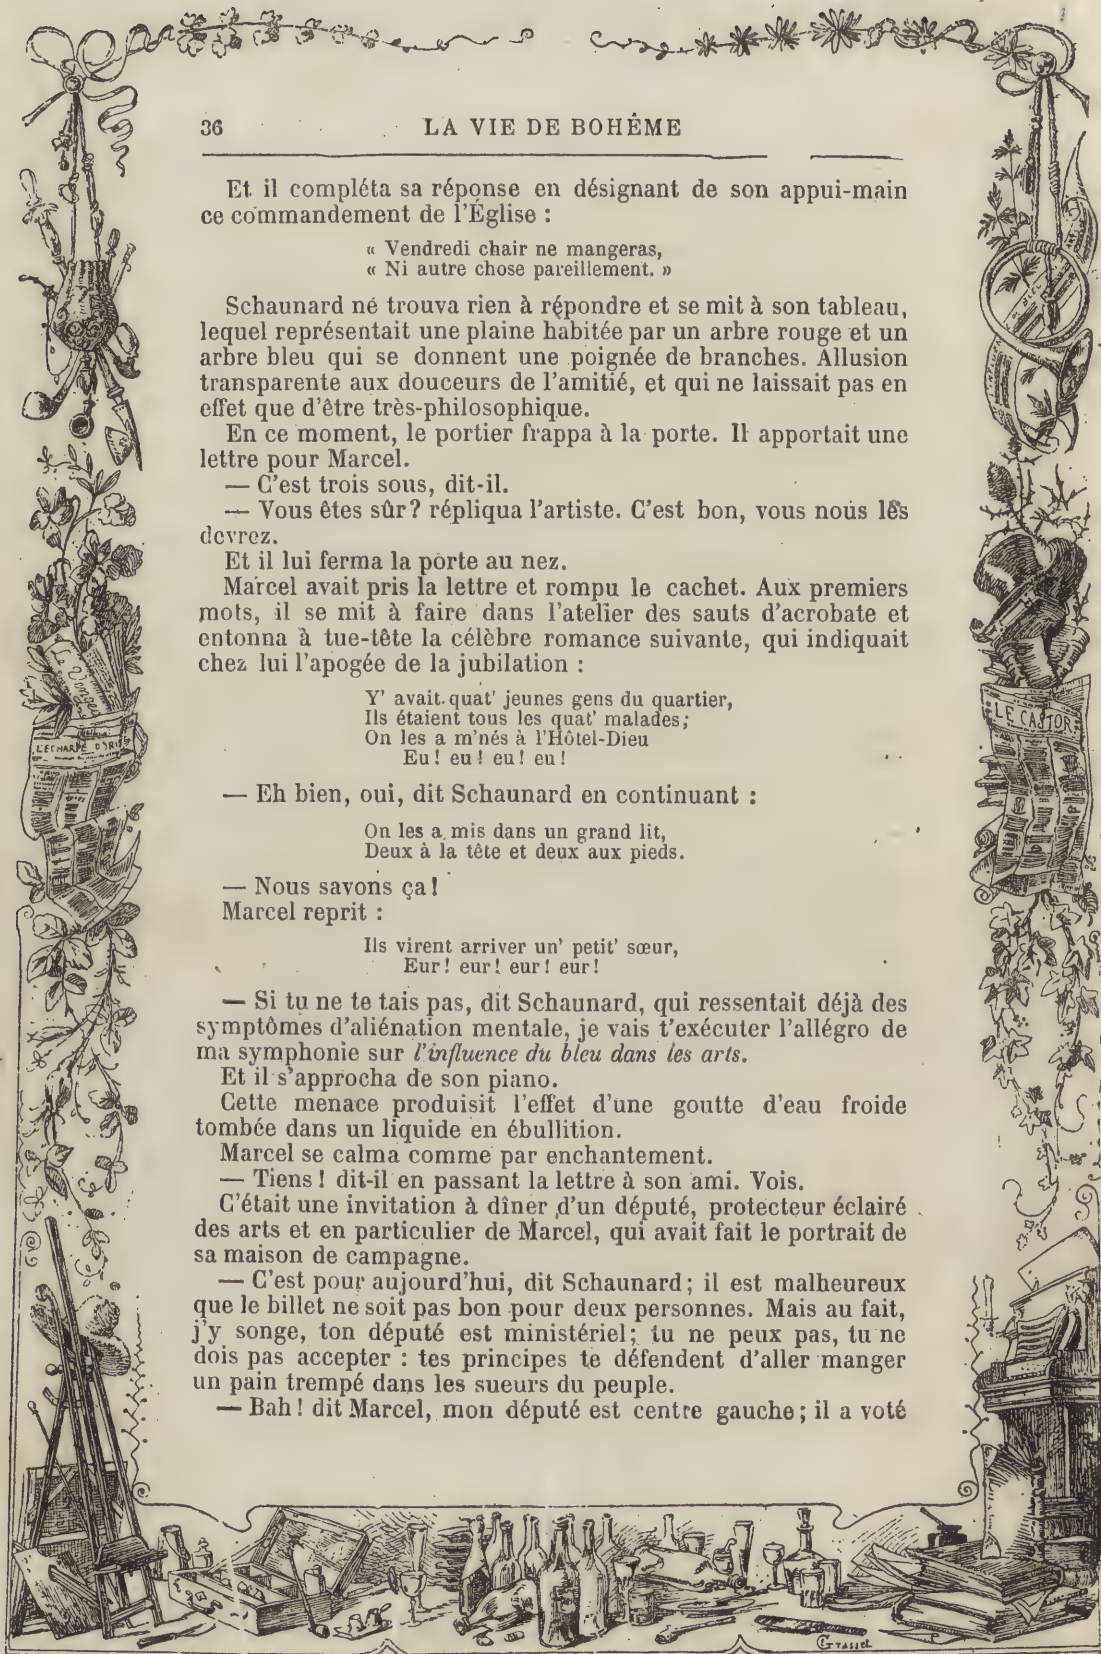 36 LA VIE DE BOHÊME
Et il compléta sa réponse en désignant de son appui-main
ce commandement de l'Église :
« Vendredi chair ne mangeras,
« Ni autre chose pareillement. »
Schaunard ne trouva rien à répondre et se mit à son tableau,
lequel représentait une plaine habitée par un arbre rouge et un
arbre bleu qui se donnent une poignée de branches. Allusion
transparente aux douceurs de l'amitié, et qui ne laissait pas en
effet que d'être très-philosophique.
En ce moment, le portier frappa à la porte. Il apportait une
lettre pour Marcel.
— C'est trois sous, dit-il.
— Vous êtes sûr? répliqua l'artiste. C'est bon, vous nous les
devrez.
Et il lui ferma la porte au nez.
Marcel avait pris la lettre et rompu le cachet. Aux premiers
mots, il se mit à faire dans l'atelier des sauts d'acrobate et
entonna à tue-tête la célèbre romance suivante, qui indiquait
chez lui l'apogée de la jubilation :
Y' avait quat' jeunes gens du quartier,
Ils étaient tous les quat' malades;
On les a m'nés à l'Hôtel-Dieu
Eu! eu! eu! eu!
— Eh bien, oui, dit Schaunard en continuant :
On les a mis dans un grand lit,
Deux à la tête et deux aux pieds.
— Nous savons ça!
Marcel reprit :
Ils virent arriver un' petit' sœur,
Eur! eur! eur! eur!
— Si tu ne te tais pas, dit Schaunard, qui ressentait déjà des
symptômes d'aliénation mentale, je vais t'exécuter l'allégro de
ma symphonie sur l'influence du bleu dans les arts.
Et il s'approcha de son piano.
Cette menace produisit l'effet d'une goutte d'eau froide
tombée dans un liquide en ébullition.
Marcel se calma comme par enchantement.
— Tiens! dit-il en passant la lettre à son ami. Vois.
C'était une invitation à dîner d'un député, protecteur éclairé
des arts et en particulier de Marcel, qui avait fait le portrait de
sa maison de campagne.
— C'est pour aujourd'hui, dit Schaunard; il est malheureux
que le billet ne soit pas bon pour deux personnes. Mais au fait,
j'y songe, ton député est ministériel; tu ne peux pas, tu ne
dois pas accepter : tes principes te défendent d'aller manger
un pain trempé dans les sueurs du peuple.
— Bah! dit Marcel, mon député est centre gauche; il a voté
L'ECHARPE D'IRIS
LE CASTOR
Grasset